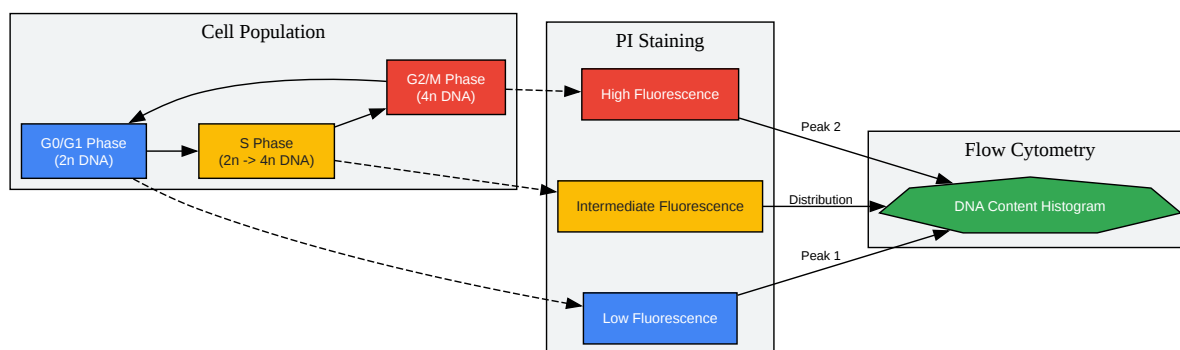 Cell Population
G0/G1 Phase
(2n DNA)
S Phase
(2n -> 4n DNA)
G2/M Phase
(4n DNA)
PI Staining
High Fluorescence
Intermediate Fluorescence
Low Fluorescence
Peak 2
Distribution
Peak 1
Flow Cytometry
DNA Content Histogram